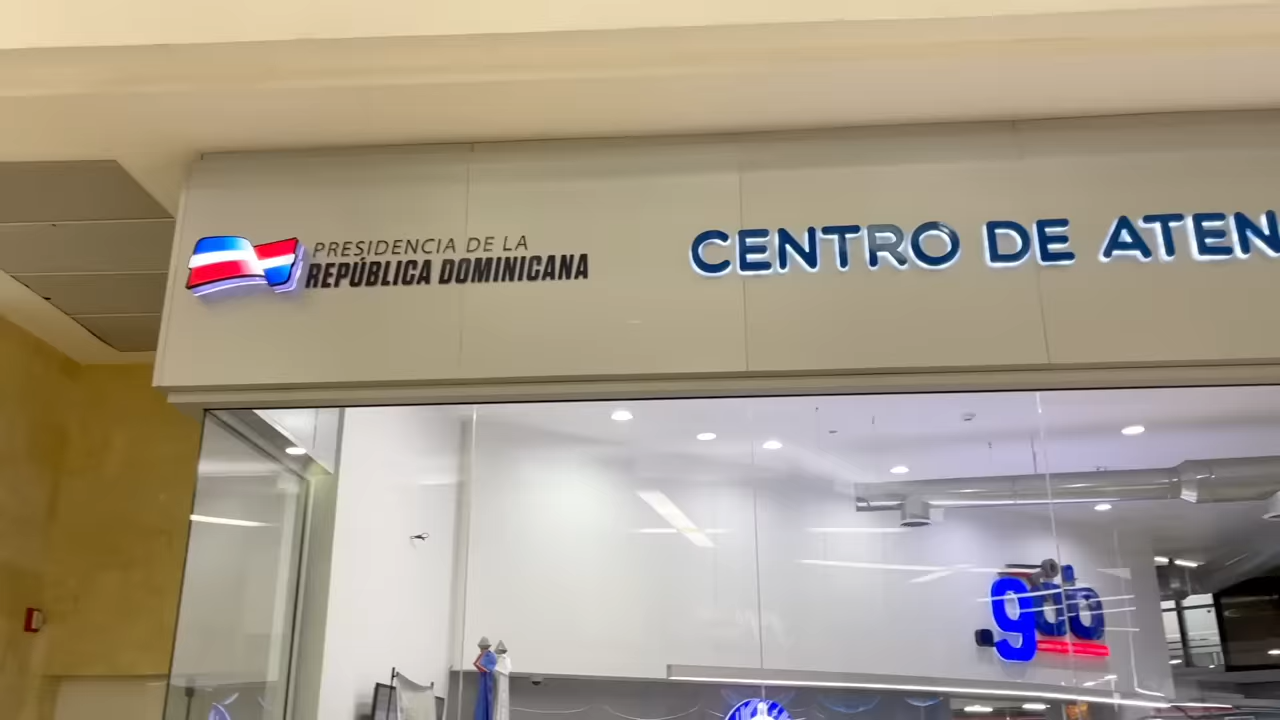 PRESIDENCIA DE LA
REPÚBLICA DOMINICANA
CENTRO DE ATEN
gob